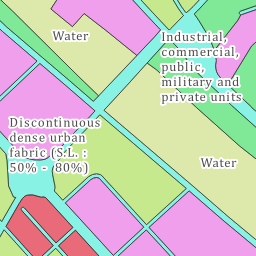 Water
Industrial,
commercial,
public,
military and
private units
Discontinuous
dense urban
fabric (S.L. :
50% - 80%)
Water